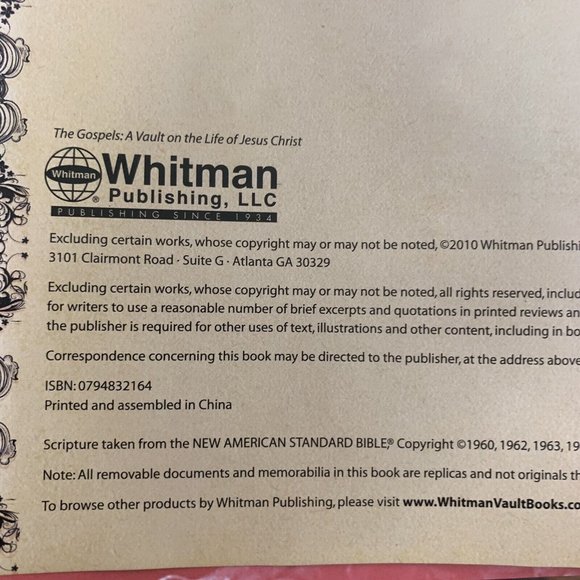 The Gospels: A Vault on the Life of Jesus Christ
Whitman
Whitman
Publishing, LLC
PUBLISHING SINCE 1934
Excluding certain works, whose copyright may or may not be noted, ©2010 Whitman
3101 Clairmont Road · Suite G · Atlanta GA 30329
Excluding certain works, whose copyright may or may not be noted, all rights reserved,
for writers to use a reasonable number of brief excerpts and quotations in printed reviews
the publisher is required for other uses of text, illustrations and other content, including in
Correspondence concerning this book may be directed to the publisher, at the address
ISBN: 0794832164
Printed and assembled in China
Scripture taken from the NEW AMERICAN STANDARD BIBLE,® Copyright ©1960, 1962, 1963,
Note: All removable documents and memorabilia in this book are replicas and not originals
To browse other products by Whitman Publishing, please visit www.WhitmanVaultBooks.co